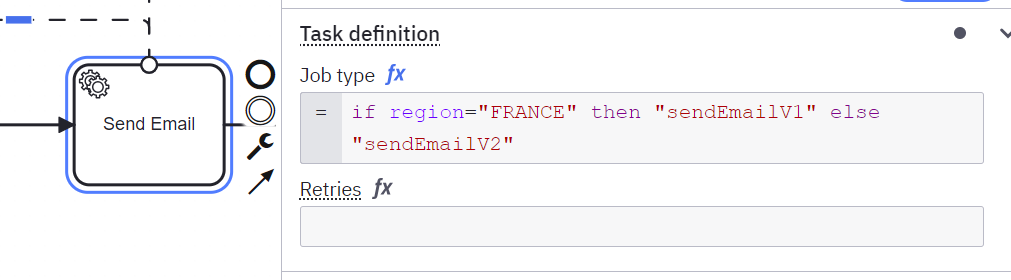 Task definition
Job type fx
= if region="FRANCE" then "sendEmailV1" else
"sendEmailV2"
Send Email
Retries fx